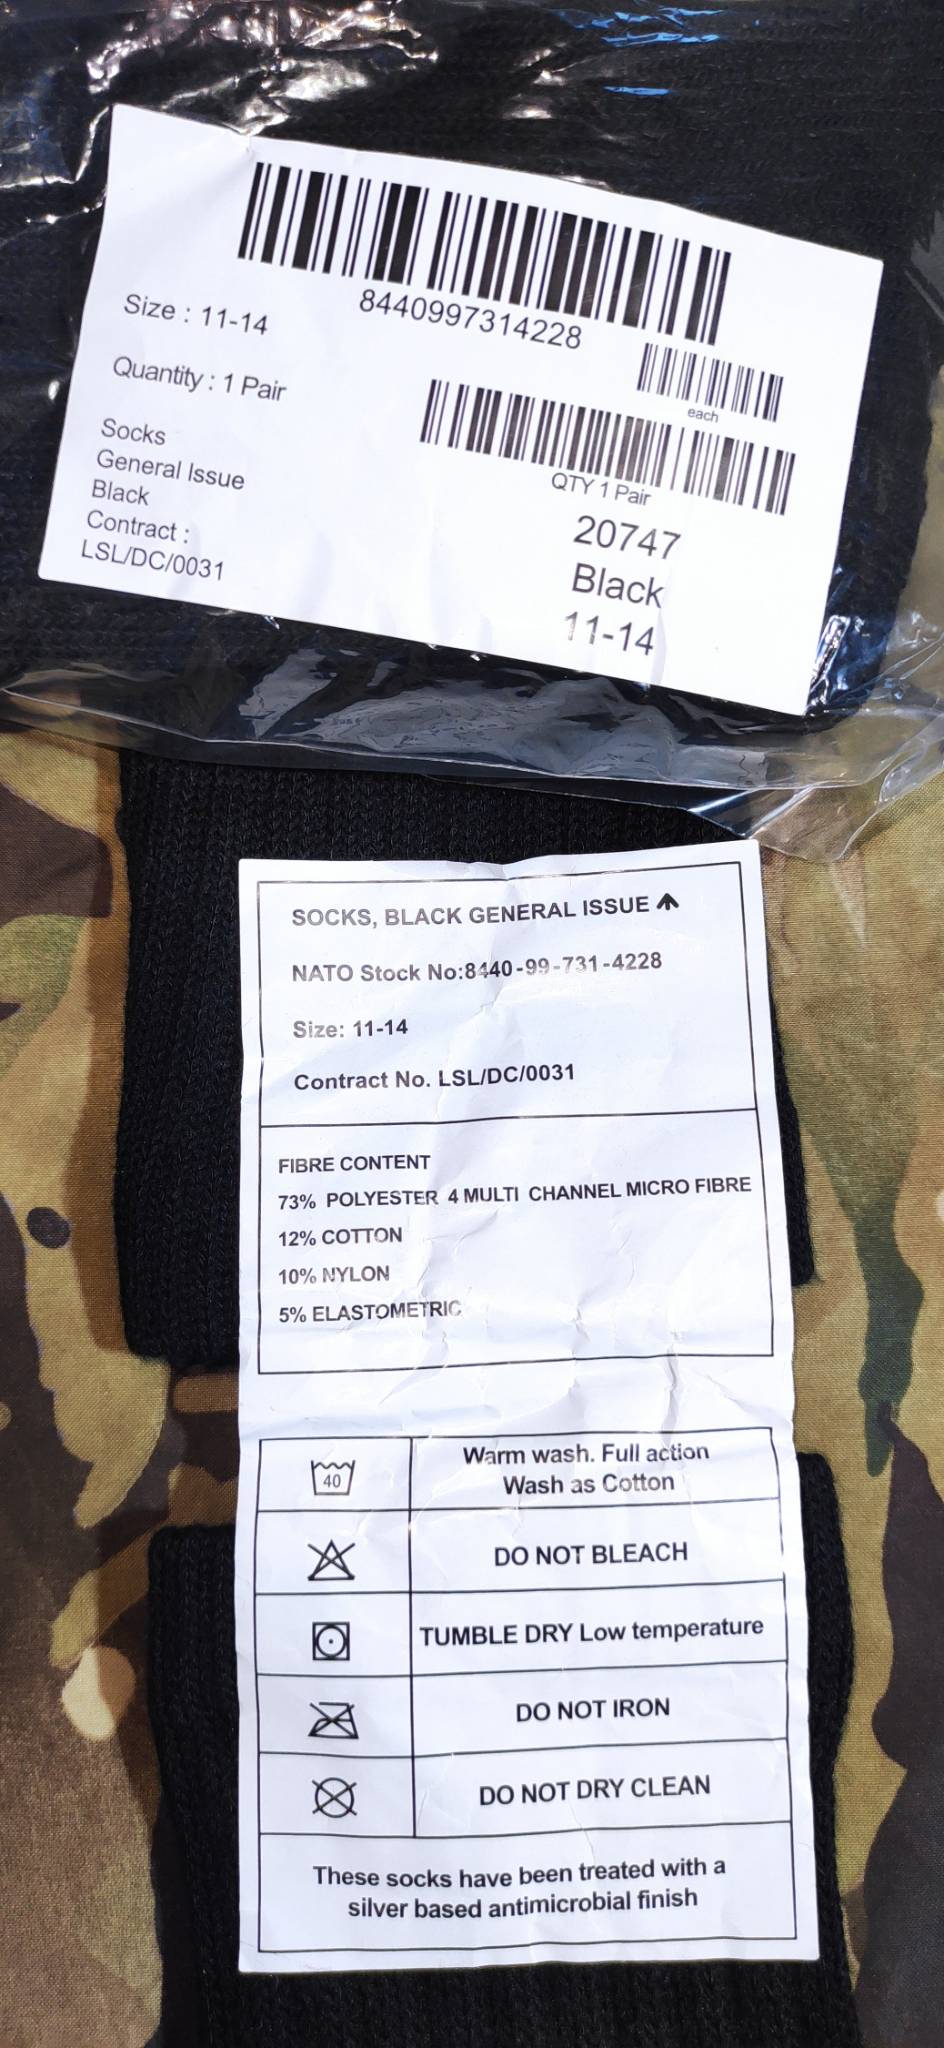 8440997314228
Size : 11-14
each
Quantity : 1 Pair
QTY 1 Pair
Socks
General Issue
Black
Contract :
LSL/DC/0031
20747
Black
11-14
SOCKS, BLACK GENERAL ISSUE
NATO Stock No:8440-99-731-4228
Size: 11-14
Contract No. LSL/DC/0031
FIBRE CONTENT
73% POLYESTER 4 MULTI CHANNEL MICRO FIBRE
12% COTTON
10% NYLON
5% ELASTOMETRIC
40
Warm wash. Full action
Wash as Cotton
DO NOT BLEACH
TUMBLE DRY Low temperature
DO NOT IRON
DO NOT DRY CLEAN
These socks have been treated with a
silver based antimicrobial finish